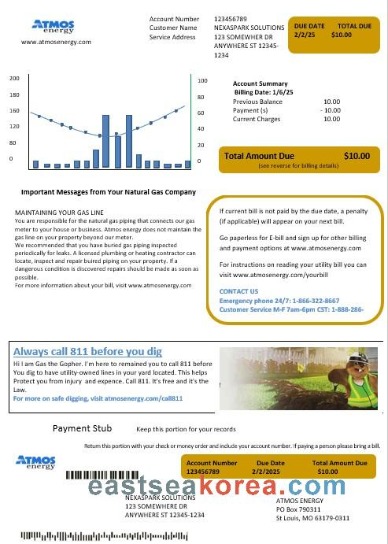 ATMOS
energy
www.atmosenergy.com
Account Number 123456789
Customer Name NEXASPARK SOLUTIONS
Service Address 123 SOMEWHER DR
ANYWHERE ST 12345-
1234
DUE DATE TOTAL DUE
2/2/25 $10.00
200 100
160 80
180 60
120 40
80 20
0 0
Account Summary
Billing Date: 1/6/25
Previous Balance 10.00
Payment (s) - 10.00
Current Charges 10.00
Total Amount Due $10.00
(see reverse for billing details)
Important Messages from Your Natural Gas Company
MAINTAINING YOUR GAS LINE
You are responsible for the natural gas piping that connects our gas
meter to your house or business. Atmos energy does not maintain the
gas line on your property beyond our meter.
We recommended that you have buried gas piping inspected
periodically for leaks. A licensed plumbing or heating contractor can
locate, inspect and repair buired piping on your property. If a
dangerous condition is discovered repairs should be made as soon as
possible.
For more information about your bill, visit www.atmosenergy.com
If current bill is not paid by the due date, a penalty
(if applicable) will appear on your next bill.
Go paperless for E-bill and sign up for other billing
and payment options at www.atmosenergy.com
For instructions on reading your utility bill you can
visit www.atmosenergy.com/yourbill
CONTACT US
Emergency phone 24/7: 1-866-322-8667
Customer Service M-F 7am-6pm CST: 1-888-286-
Always call 811 before you dig
Hi I am Gas the Gopher. I'm here to remained you to call 811 before
You dig to have utility-owned lines in your yard located. This helps
Protect you from injury and expence. Call 811. It's free and it's the
Law.
For more on safe digging, visit atmosenergy.com/call811
Payment Stub Keep this portion for your records
Return this portion with your check or money order and include your account number. If paying a person please bring a bill.
ATMOS
energy
Account Number Due Date Total Amount Due
123456789 2/2/2025 $10.00
eastseakorea.com
NEXASPARK SOLUTIONS
123 SOMEWERE DR
ANYWHERE ST 12345-1234
ATMOS ENERGY
PO Box 790311
St Louis, MO 63179-0311